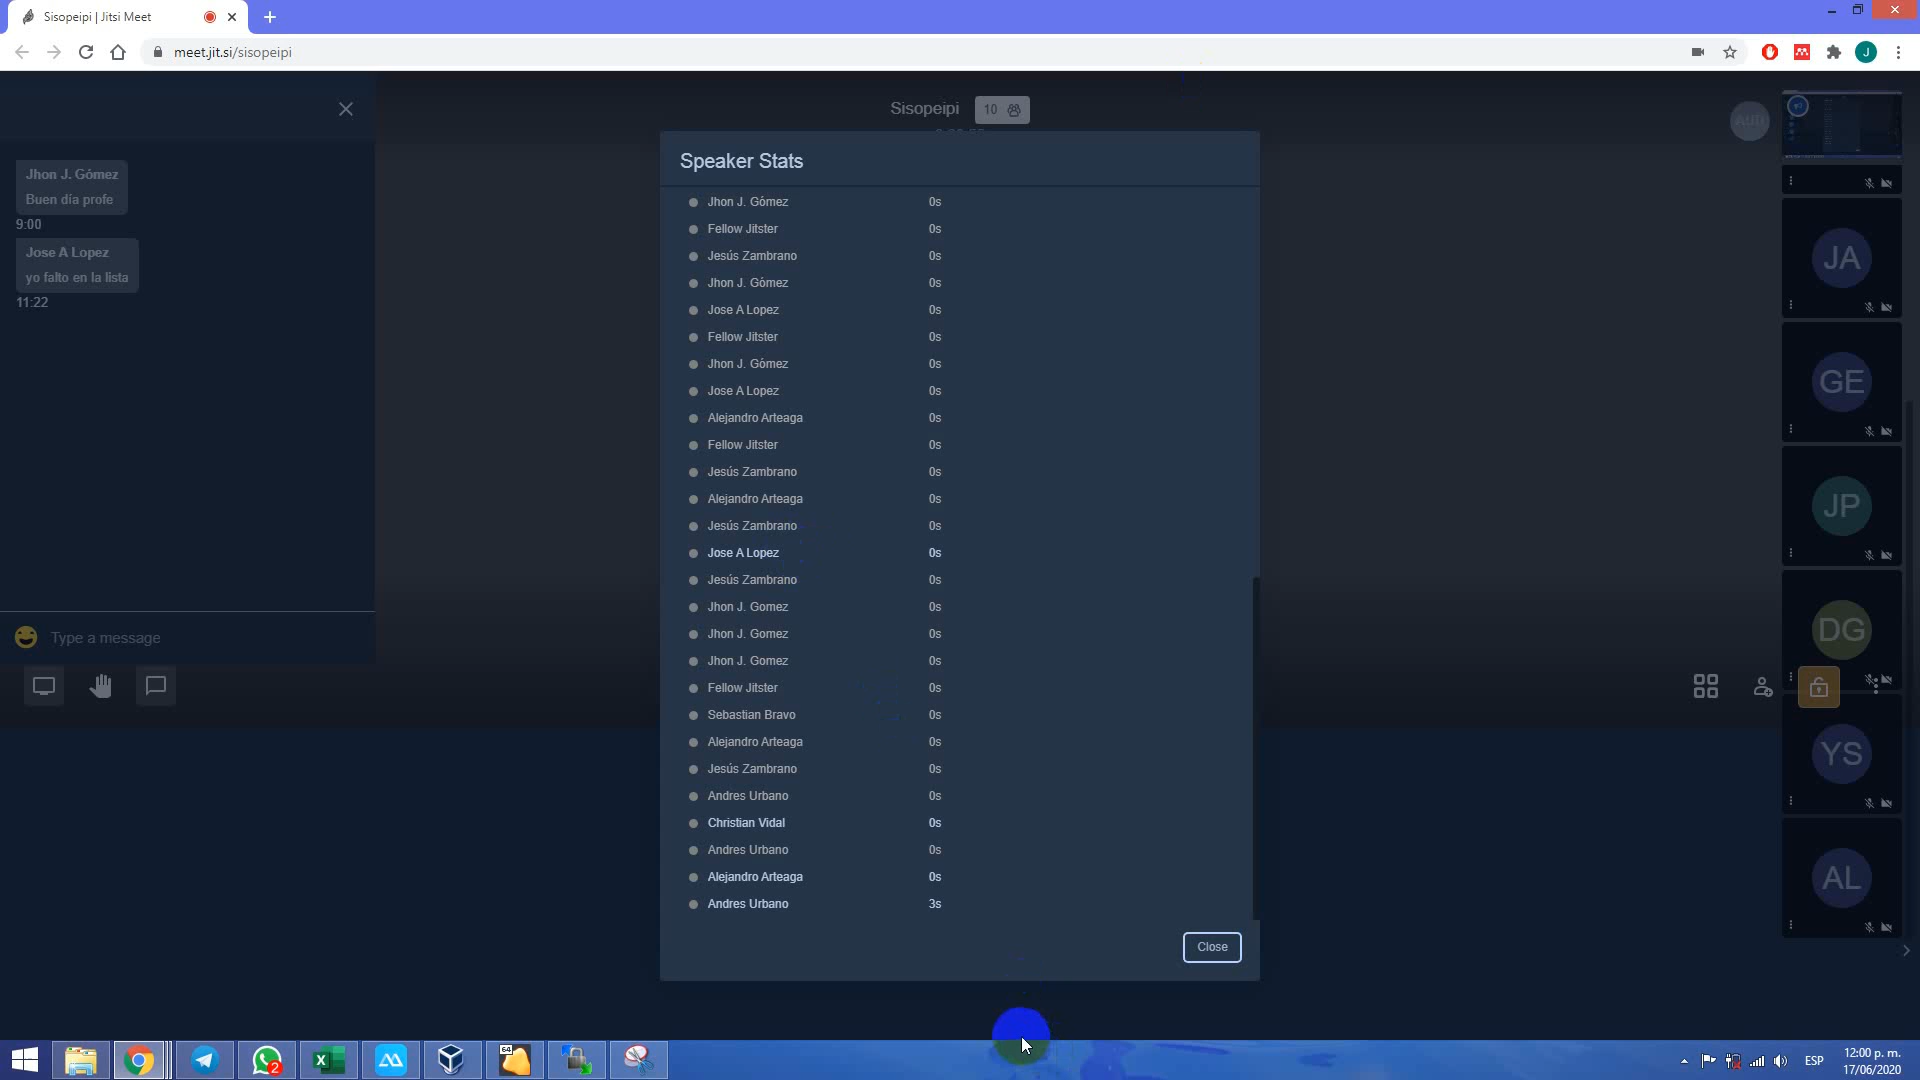 Sisopeipi | Jitsi Meet
meet.jit.si/sisopeipi
J
Sisopeipi 10
AUD
Jhon J. Gómez
Buen día profe
9:00
Jose A Lopez
yo falto en la lista
11:22
Type a message
Speaker Stats
Jhon J. Gómez 0s
Fellow Jitster 0s
Jesús Zambrano 0s
Jhon J. Gómez 0s
Jose A Lopez 0s
Fellow Jitster 0s
Jhon J. Gómez 0s
Jose A Lopez 0s
Alejandro Arteaga 0s
Fellow Jitster 0s
Jesús Zambrano 0s
Alejandro Arteaga 0s
Jesús Zambrano 0s
Jose A Lopez 0s
Jesús Zambrano 0s
Jhon J. Gomez 0s
Jhon J. Gomez 0s
Jhon J. Gomez 0s
Fellow Jitster 0s
Sebastian Bravo 0s
Alejandro Arteaga 0s
Jesús Zambrano 0s
Andres Urbano 0s
Christian Vidal 0s
Andres Urbano 0s
Alejandro Arteaga 0s
Andres Urbano 3s
Close
JA
GE
JP
DG
YS
AL
2
64
ESP
12:00 p. m.
17/06/2020